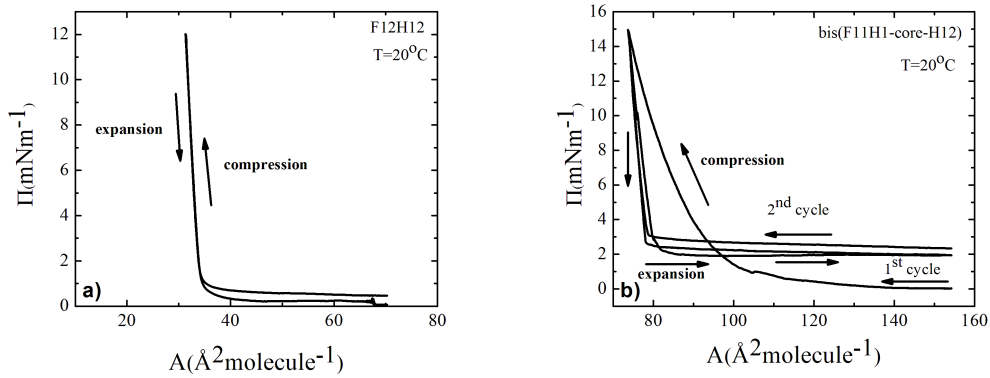 F12H12
T=20°C
expansion
compression
a)
Π(mNm⁻¹)
12
10
8
6
4
2
0
20
40
60
80
A(Å²molecule⁻¹)
bis(F11H1-core-H12)
T=20°C
compression
2nd cycle
expansion
1st cycle
b)
Π(mNm⁻¹)
16
14
12
10
8
6
4
2
0
80
100
120
140
160
A(Å²molecule⁻¹)